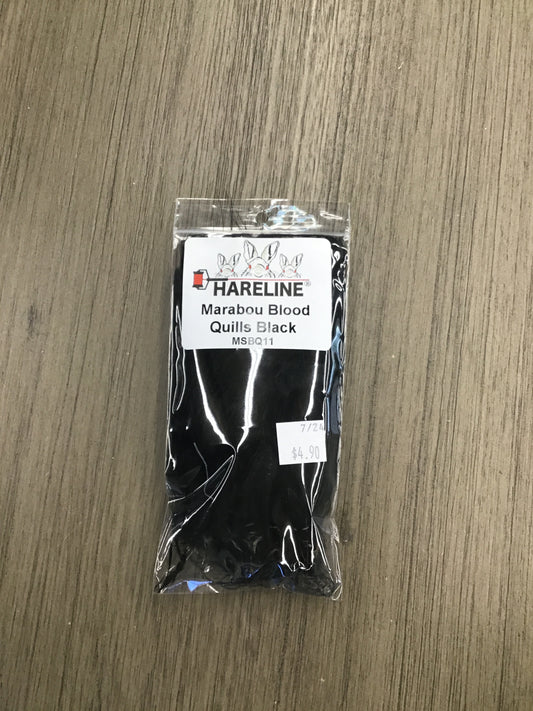 HARELINE®
Marabou Blood
Quills Black
MSBQ11
7/24
$4.90